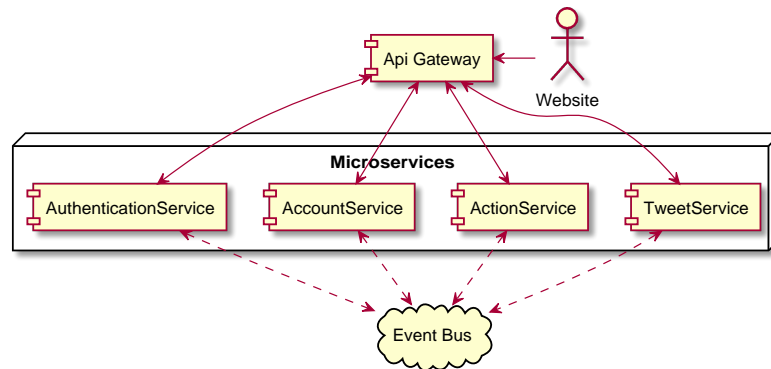 Api Gateway
Website
Microservices
AuthenticationService
AccountService
ActionService
TweetService
Event Bus